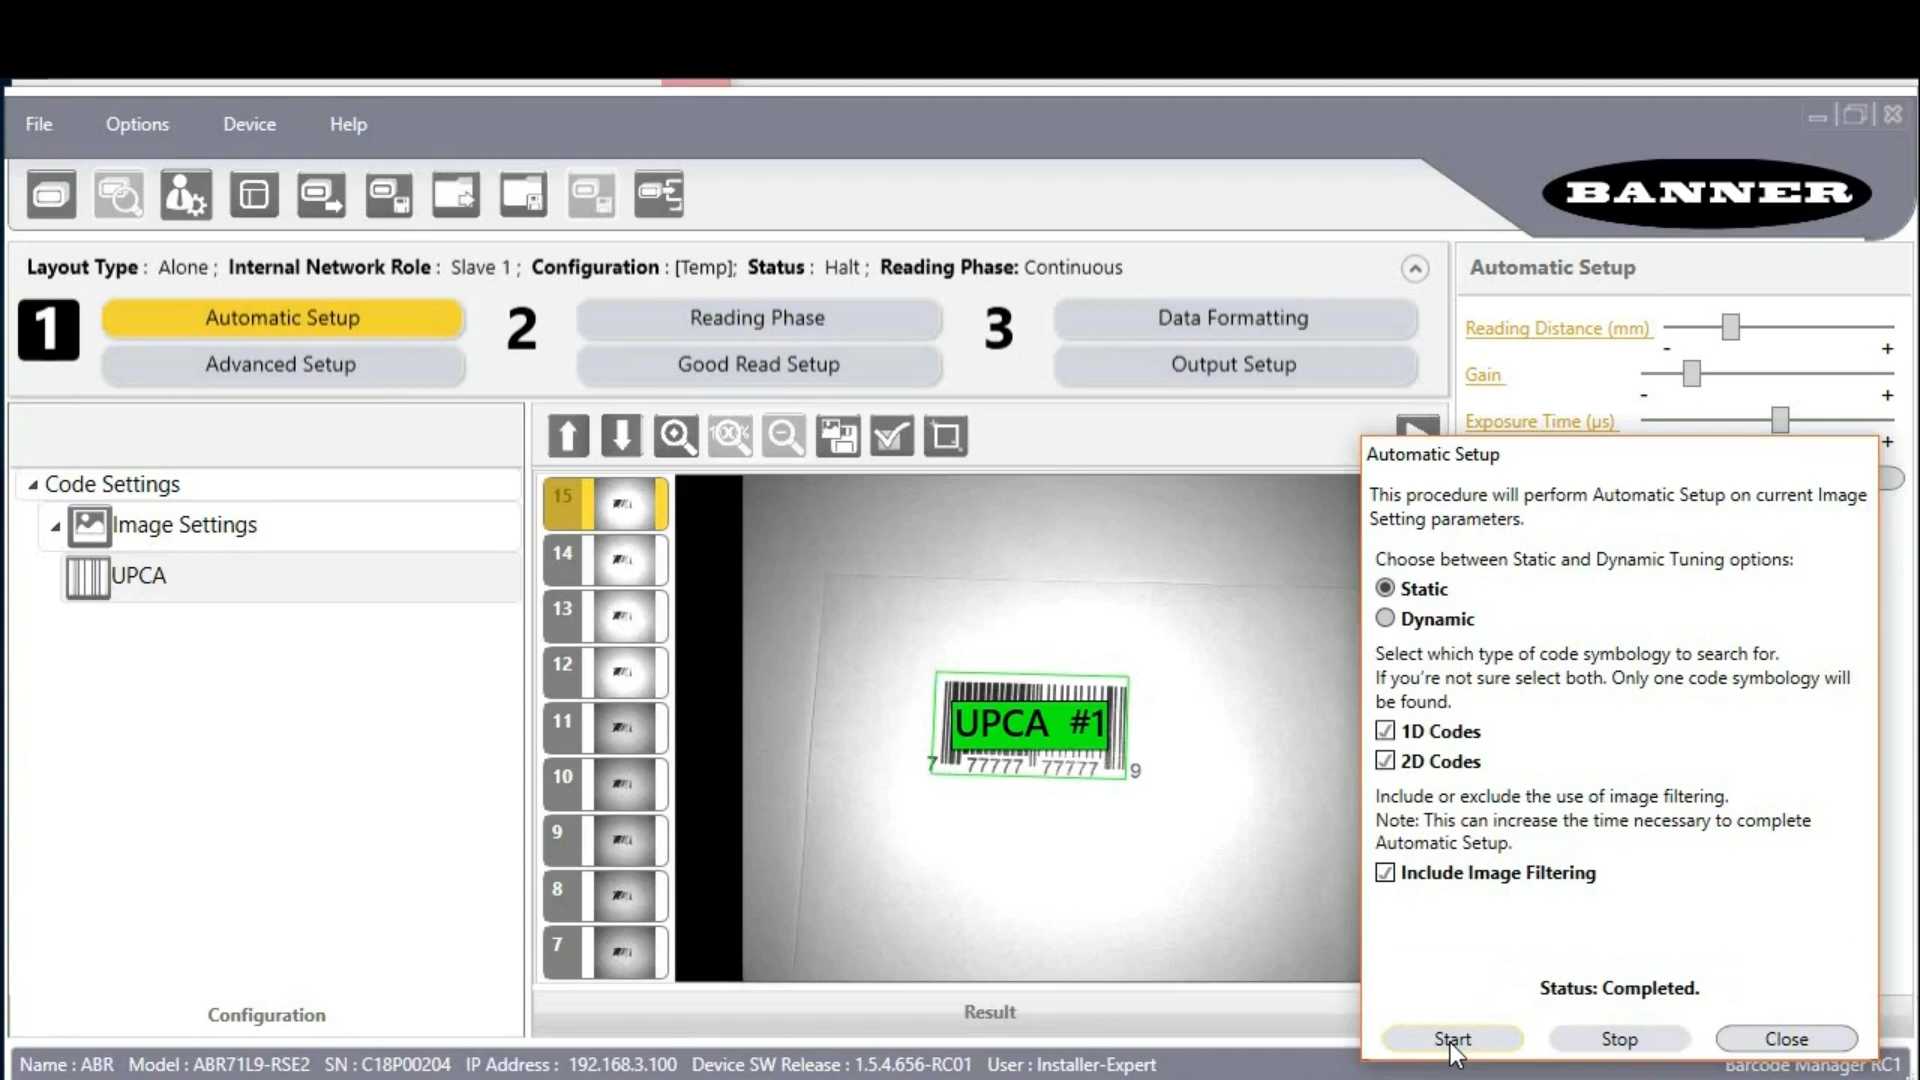 File Options Device Help
BANNER
Layout Type : Alone ; Internal Network Role : Slave 1 ; Configuration : [Temp]; Status : Halt ; Reading Phase: Continuous
1 Automatic Setup
Advanced Setup
2 Reading Phase
Good Read Setup
3 Data Formatting
Output Setup
Automatic Setup
Reading Distance (mm)
- +
Gain
- +
Exposure Time (µs)
+
Code Settings
Image Settings
UPCA
Configuration
15
14
13
12
11
10
9
8
7
UPCA #1
7 77777 77777 9
Result
Automatic Setup
This procedure will perform Automatic Setup on current Image
Setting parameters.
Choose between Static and Dynamic Tuning options:
Static
Dynamic
Select which type of code symbology to search for.
If you're not sure select both. Only one code symbology will
be found.
1D Codes
2D Codes
Include or exclude the use of image filtering.
Note: This can increase the time necessary to complete
Automatic Setup.
Include Image Filtering
Status: Completed.
Start Stop Close
Name : ABR Model : ABR71L9-RSE2 SN : C18P00204 IP Address : 192.168.3.100 Device SW Release : 1.5.4.656-RC01 User : Installer-Expert
Barcode Manager RC1